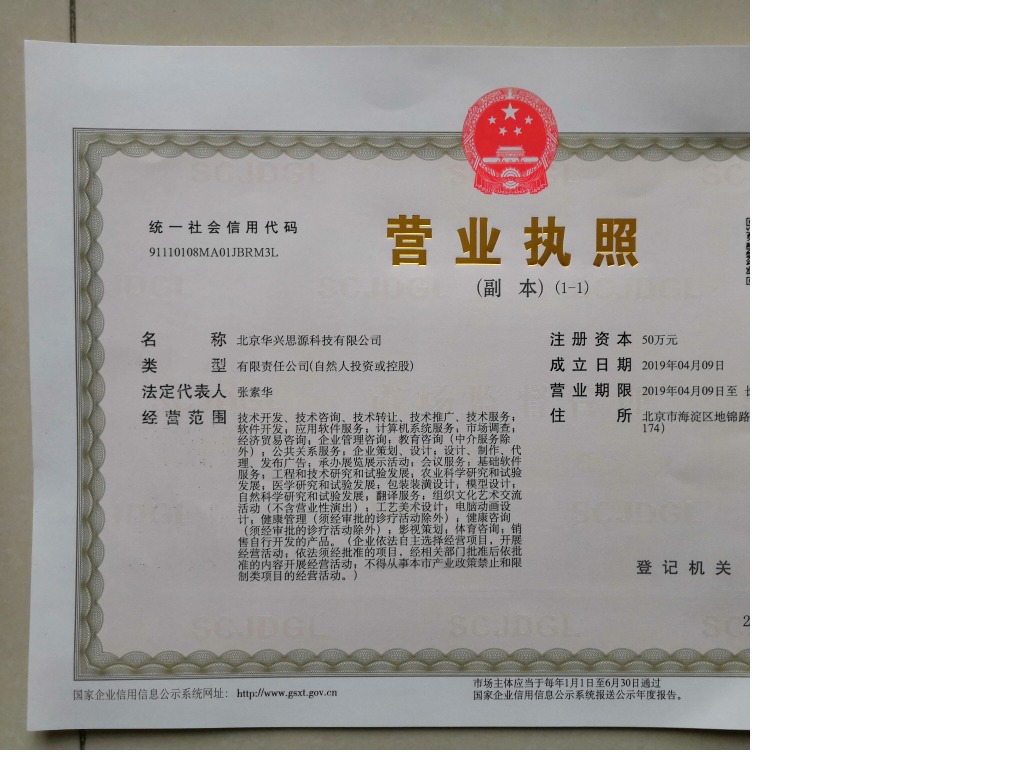 统一社会信用代码
91110108MA01JBRM3L
营业执照
(副 本) (1-1)
名 称 北京华兴思源科技有限公司
类 型 有限责任公司(自然人投资或控股)
法定代表人 张素华
经营范围 技术开发、技术咨询、技术转让、技术推广、技术服务；
软件开发；应用软件服务；计算机系统服务；市场调查；
经济贸易咨询；企业管理咨询；教育咨询（中介服务除
外）；公共关系服务；企业策划、设计；设计、制作、代
理、发布广告；承办展览展示活动；会议服务；基础软件
服务；工程和技术研究和试验发展；农业科学研究和试验
发展；医学研究和试验发展；包装装潢设计；模型设计；
自然科学研究和试验发展；翻译服务；组织文化艺术交流
活动（不含营业性演出）；工艺美术设计；电脑动画设
计；健康管理（须经审批的诊疗活动除外）；健康咨询
（须经审批的诊疗活动除外）；影视策划；体育咨询；销
售自行开发的产品。（企业依法自主选择经营项目，开展
经营活动；依法须经批准的项目，经相关部门批准后依批
准的内容开展经营活动；不得从事本市产业政策禁止和限
制类项目的经营活动。）
注册资本 50万元
成立日期 2019年04月09日
营业期限 2019年04月09日至
住 所 北京市海淀区地锦路
174）
登记机关
2
国家企业信用信息公示系统网址： http://www.gsxt.gov.cn
市场主体应当于每年1月1日至6月30日通过
国家企业信用信息公示系统报送公示年度报告。
SCJDGL
SCJDGL
SCJDGL
SCJDGL
SCJDGL